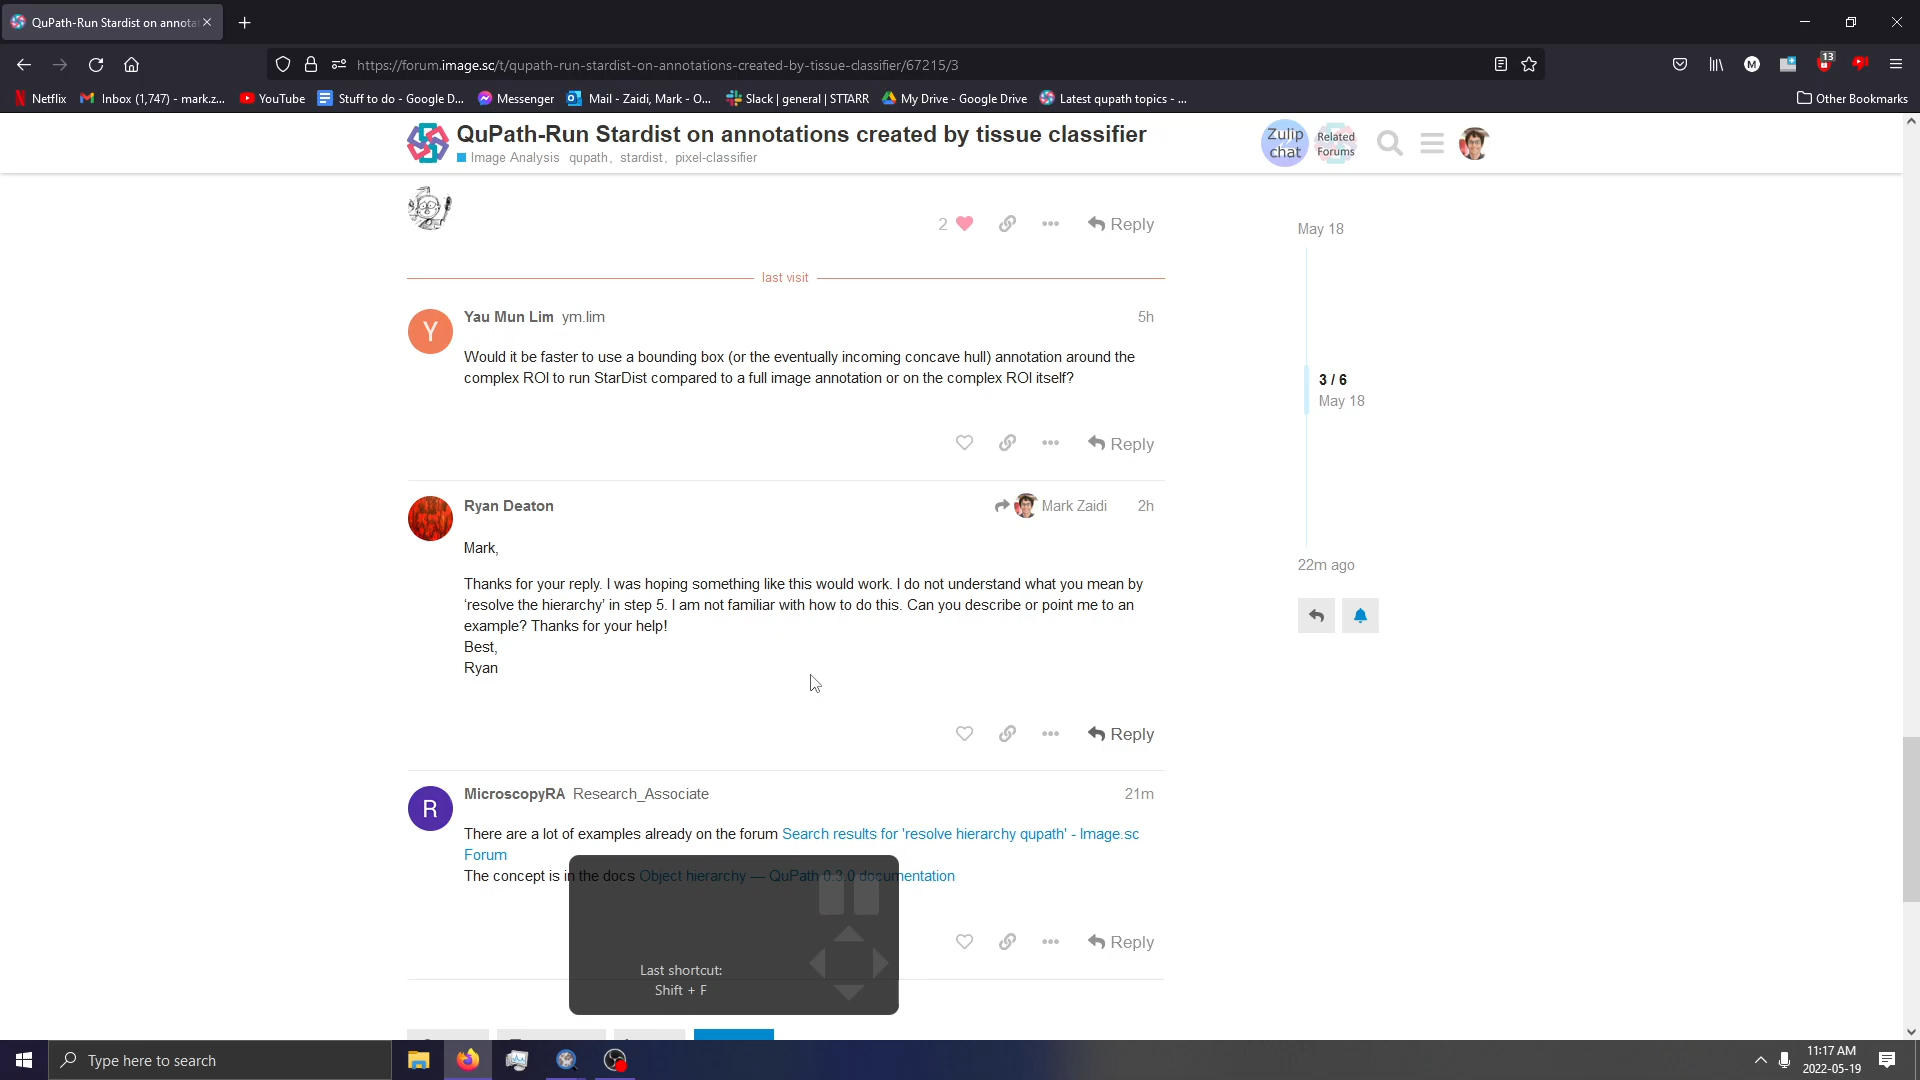 QuPath-Run Stardist on annota
https://forum.image.sc/t/qupath-run-stardist-on-annotations-created-by-tissue-classifier/67215/3
13
M
Netflix
Inbox (1,747) - mark.z...
YouTube
Stuff to do - Google D...
Messenger
Mail - Zaidi, Mark - O...
Slack | general | STTARR
My Drive - Google Drive
Latest qupath topics - ...
Other Bookmarks
QuPath-Run Stardist on annotations created by tissue classifier
Image Analysis qupath, stardist, pixel-classifier
Zulip
chat
Related
Forums
2
Reply
May 18
last visit
Y
Yau Mun Lim ym.lim
5h
Would it be faster to use a bounding box (or the eventually incoming concave hull) annotation around the
complex ROI to run StarDist compared to a full image annotation or on the complex ROI itself?
3 / 6
May 18
Reply
Ryan Deaton
Mark Zaidi
2h
Mark,
22m ago
Thanks for your reply. I was hoping something like this would work. I do not understand what you mean by
‘resolve the hierarchy’ in step 5. I am not familiar with how to do this. Can you describe or point me to an
example? Thanks for your help!
Best,
Ryan
Reply
R
MicroscopyRA Research_Associate
21m
There are a lot of examples already on the forum Search results for 'resolve hierarchy qupath' - Image.sc
Forum
The concept is in the docs Object hierarchy — QuPath 0.3.0 documentation
Reply
Last shortcut:
Shift + F
Type here to search
11:17 AM
2022-05-19